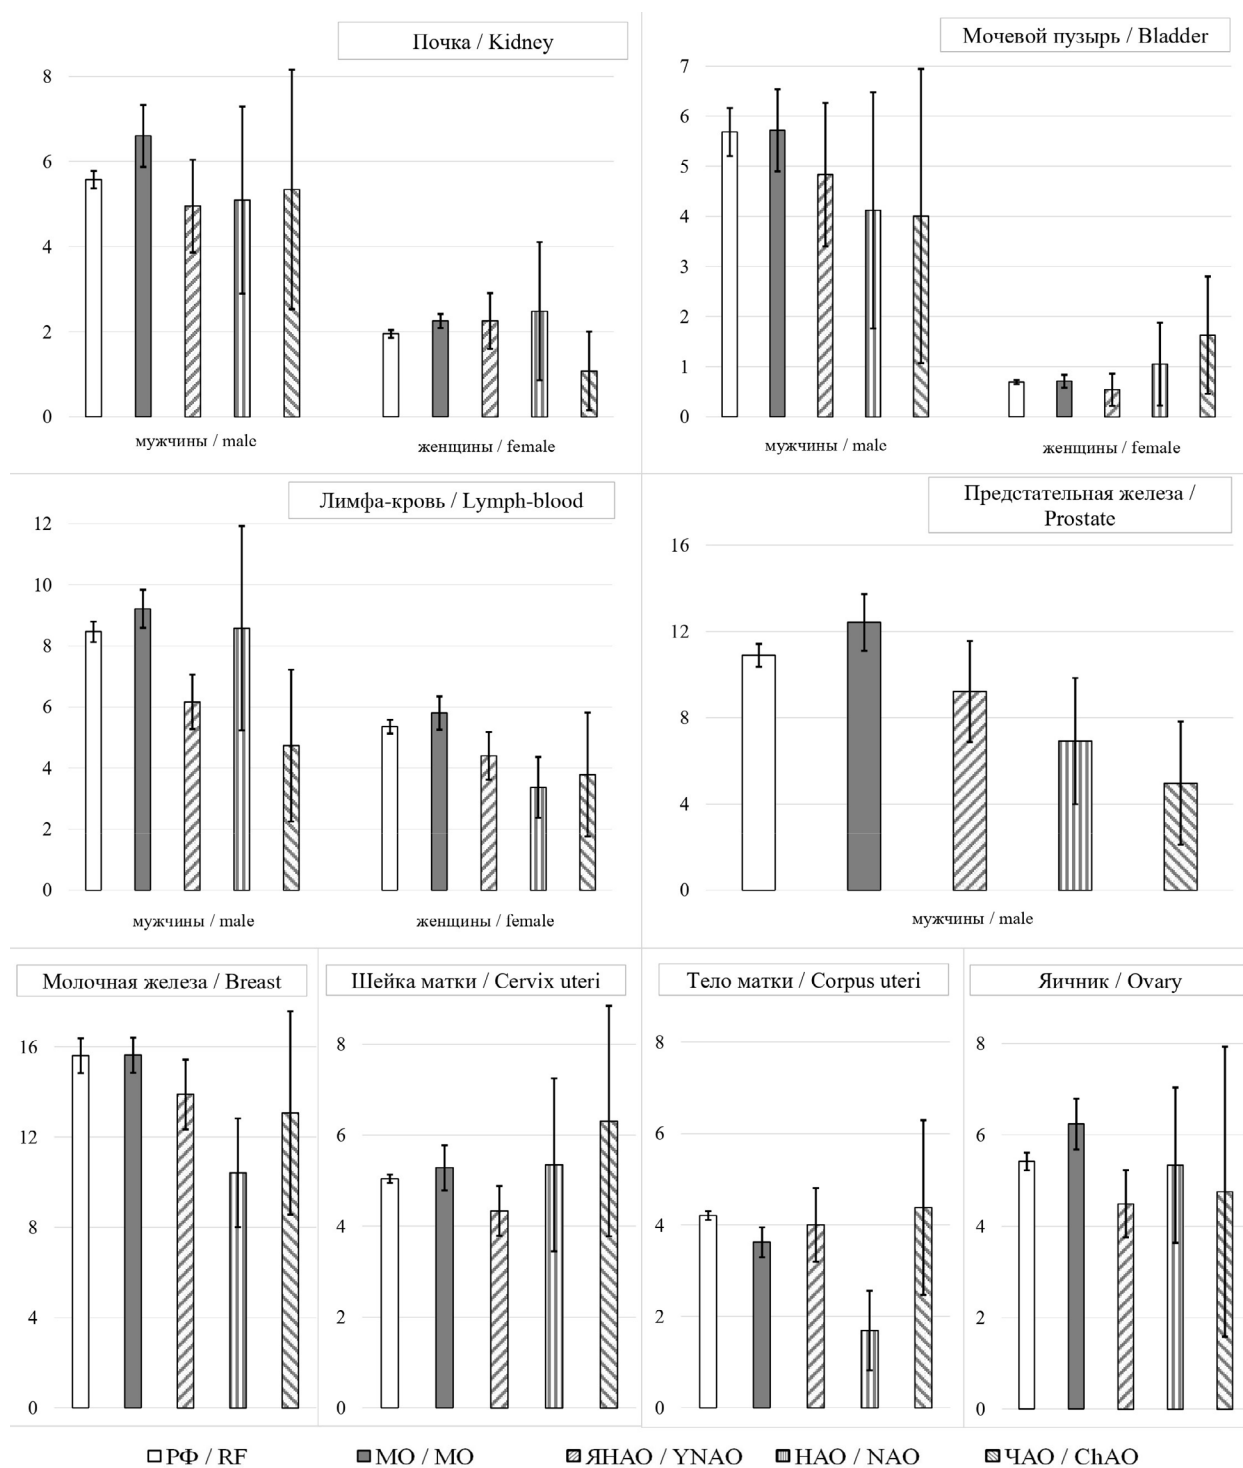 Почка / Kidney
8
6
4
2
0
мужчины / male
женщины / female
Мочевой пузырь / Bladder
7
6
5
4
3
2
1
0
мужчины / male
женщины / female
Лимфа-кровь / Lymph-blood
12
10
8
6
4
2
0
мужчины / male
женщины / female
Предстательная железа /
Prostate
16
12
8
4
0
мужчины / male
Молочная железа / Breast
16
12
8
4
0
Шейка матки / Cervix uteri
8
6
4
2
0
Тело матки / Corpus uteri
8
6
4
2
0
Яичник / Ovary
8
6
4
2
0
РФ / RF
МО / MO
ЯНАО / YNAO
НАО / NAO
ЧАО / ChAO